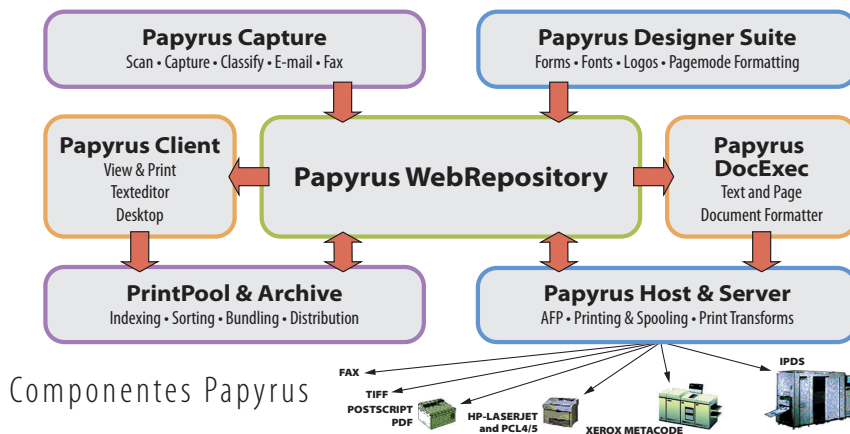 Papyrus Capture
Scan • Capture • Classify • E-mail • Fax
Papyrus Designer Suite
Forms • Fonts • Logos • Pagemode Formatting
Papyrus Client
View & Print
Texteditor
Desktop
Papyrus WebRepository
Papyrus
DocExec
Text and Page
Document Formatter
PrintPool & Archive
Indexing • Sorting • Bundling • Distribution
Papyrus Host & Server
AFP • Printing & Spooling • Print Transforms
Componentes Papyrus
FAX
TIFF
POSTSCRIPT
PDF
HP-LASERJET
and PCL4/5
XEROX METACODE
IPDS